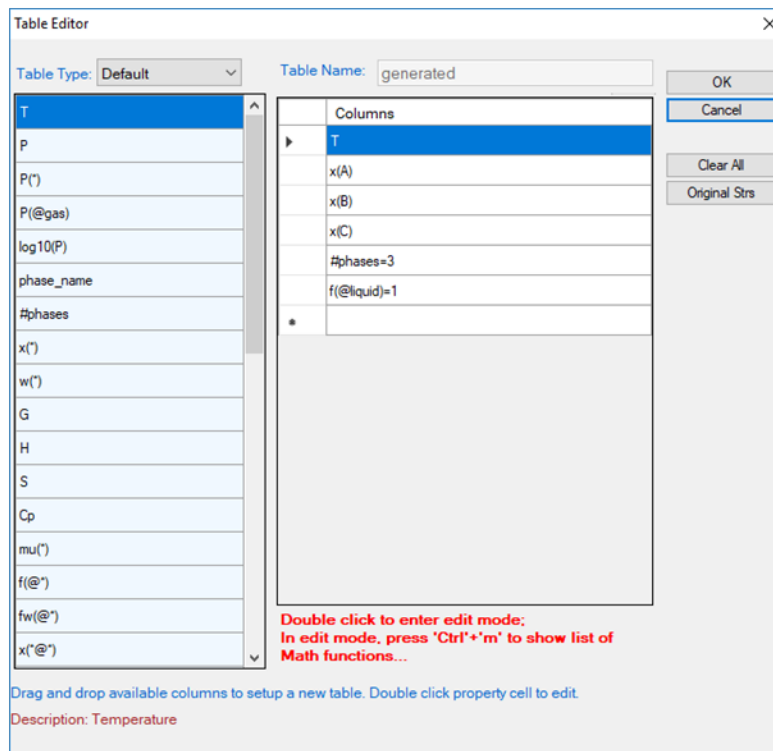 Table Editor
Table Type: Default
Table Name: generated
OK
Cancel
Clear All
Original Strs
T
P
P(*)
P(@gas)
log10(P)
phase_name
#phases
x(*)
w(*)
G
H
S
Cp
mu(*)
f(@*)
fw(@*)
x(*@*)
Columns
T
x(A)
x(B)
x(C)
#phases=3
f(@liquid)=1
*
Double click to enter edit mode;
In edit mode, press 'Ctrl'+'m' to show list of
Math functions...
Drag and drop available columns to setup a new table. Double click property cell to edit.
Description: Temperature